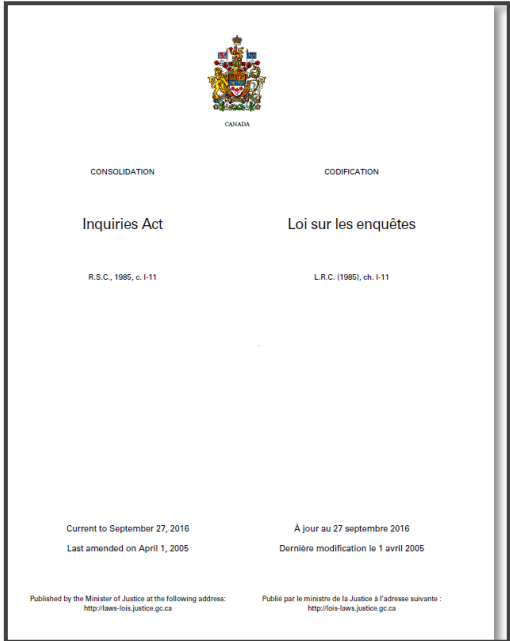 CANADA
CONSOLIDATION
CODIFICATION
Inquiries Act
Loi sur les enquêtes
R.S.C., 1985, c. I-11
L.R.C. (1985), ch. I-11
Current to September 27, 2016
À jour au 27 septembre 2016
Last amended on April 1, 2005
Dernière modification le 1 avril 2005
Published by the Minister of Justice at the following address:
http://laws-lois.justice.gc.ca
Publié par le ministre de la Justice à l'adresse suivante :
http://lois-laws.justice.gc.ca